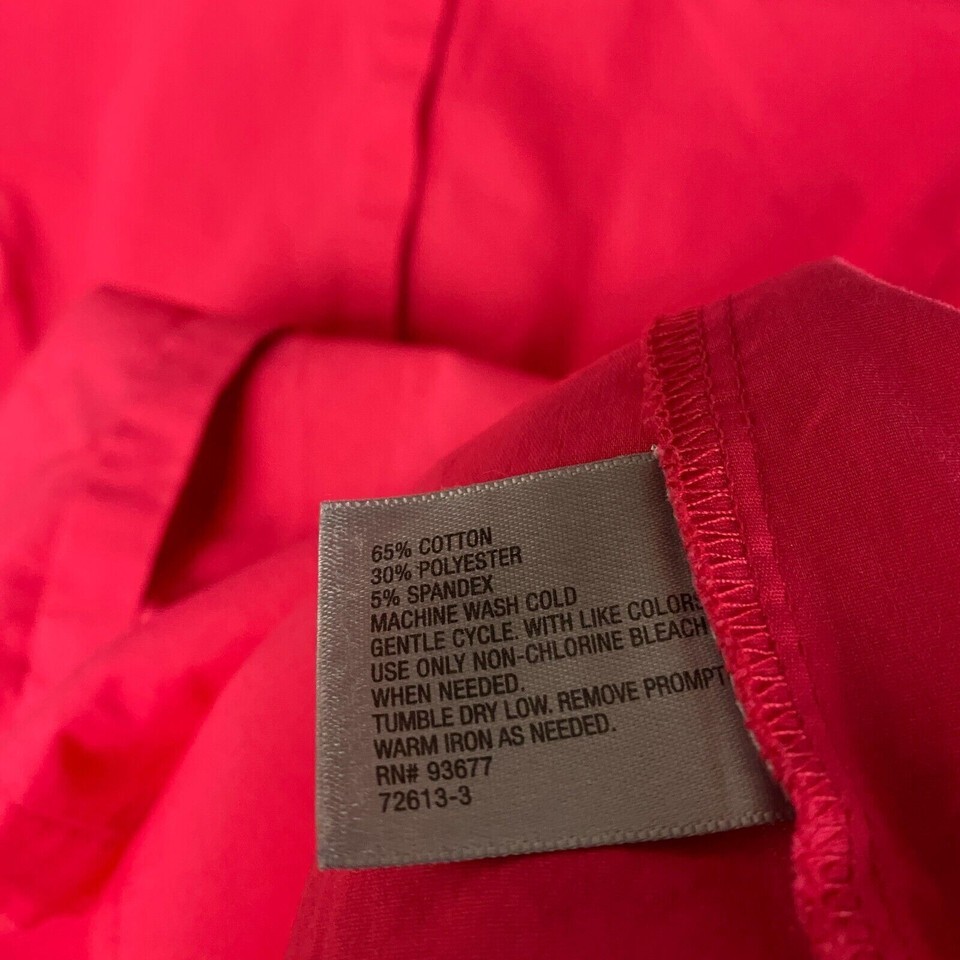 65% COTTON
30% POLYESTER
5% SPANDEX
MACHINE WASH COLD
GENTLE CYCLE. WITH LIKE COLORS
USE ONLY NON-CHLORINE BLEACH
WHEN NEEDED.
TUMBLE DRY LOW. REMOVE PROMPT
WARM IRON AS NEEDED.
RN# 93677
72613-3